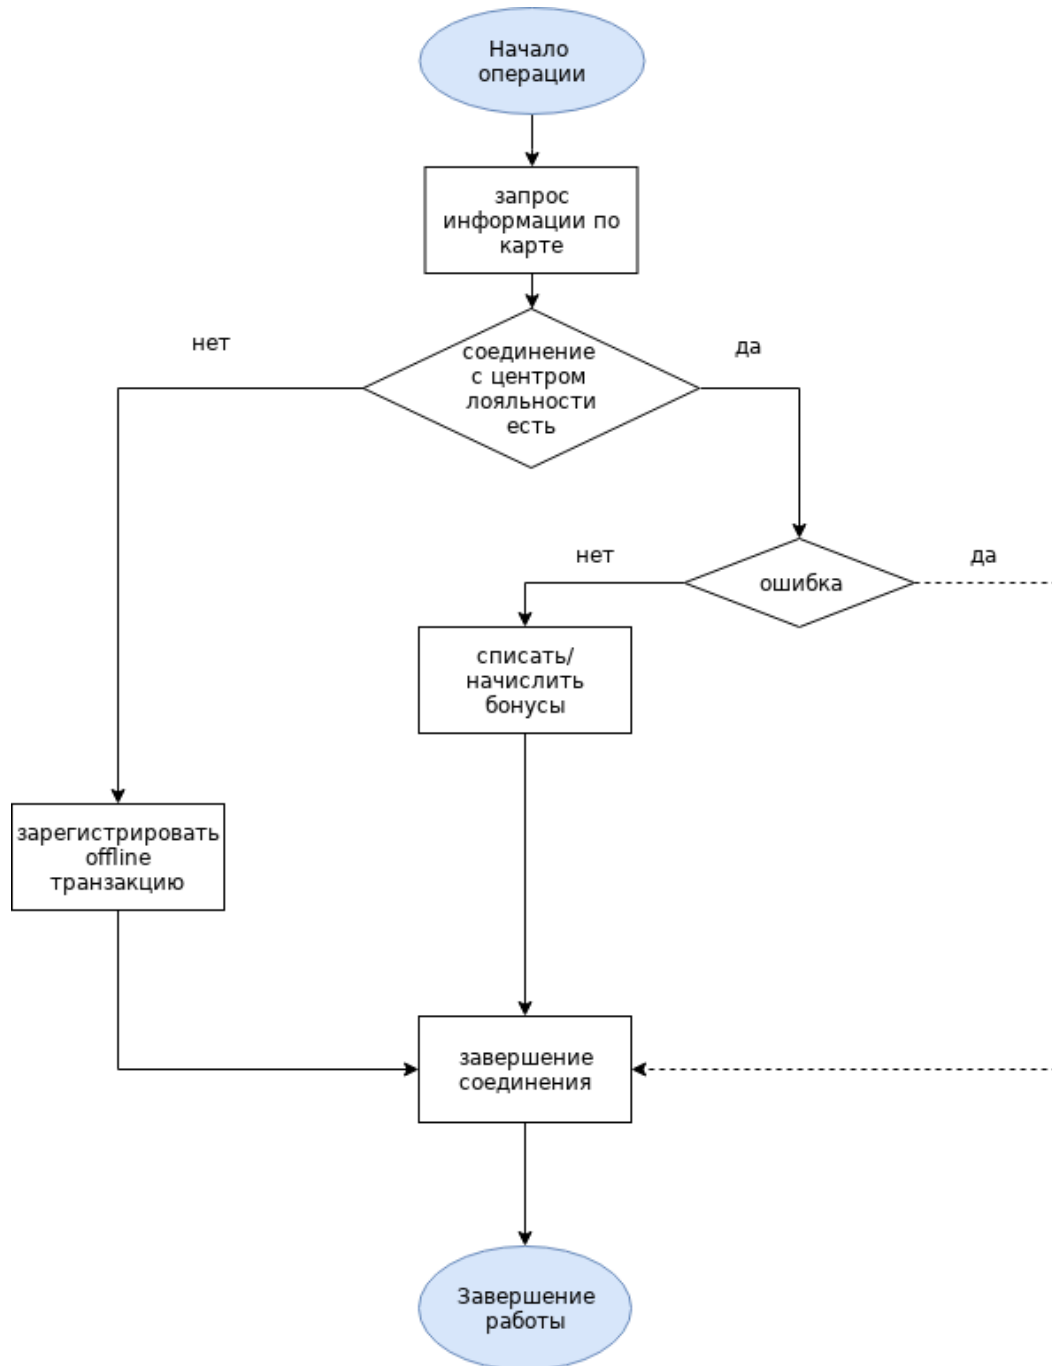 Начало
операции
запрос
информации по
карте
нет
да
соединение
с центром
лояльности
есть
нет
да
ошибка
списать/
начислить
бонусы
зарегистрировать
offline
транзакцию
завершение
соединения
Завершение
работы